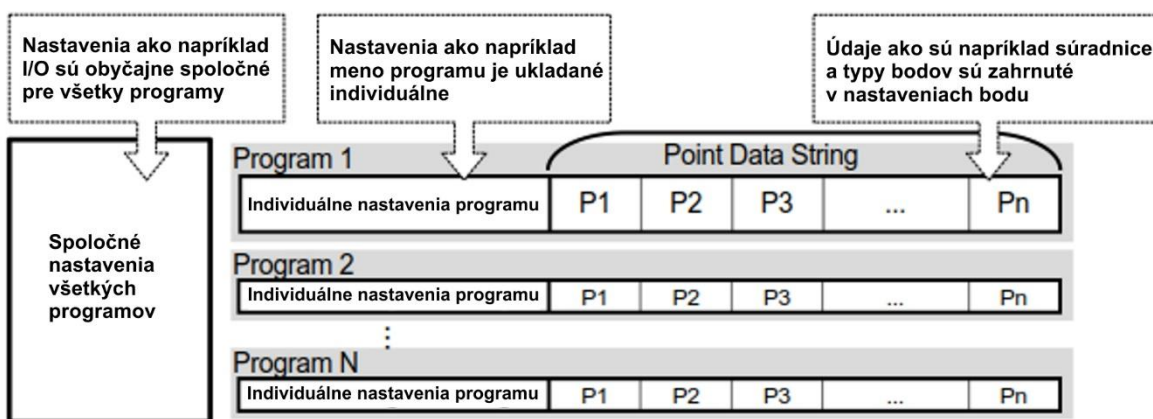 Nastavenia ako napríklad
I/O sú obyčajne spoločné
pre všetky programy
Nastavenia ako napríklad
meno programu je ukladané
individuálne
Údaje ako sú napríklad súradnice
a typy bodov sú zahrnuté
v nastaveniach bodu
Spoločné
nastavenia
všetkých
programov
Program 1
Point Data String
Individuálne nastavenia programu P1 P2 P3 ... Pn
Program 2
Individuálne nastavenia programu P1 P2 P3 ... Pn
⋮
Program N
Individuálne nastavenia programu P1 P2 P3 ... Pn